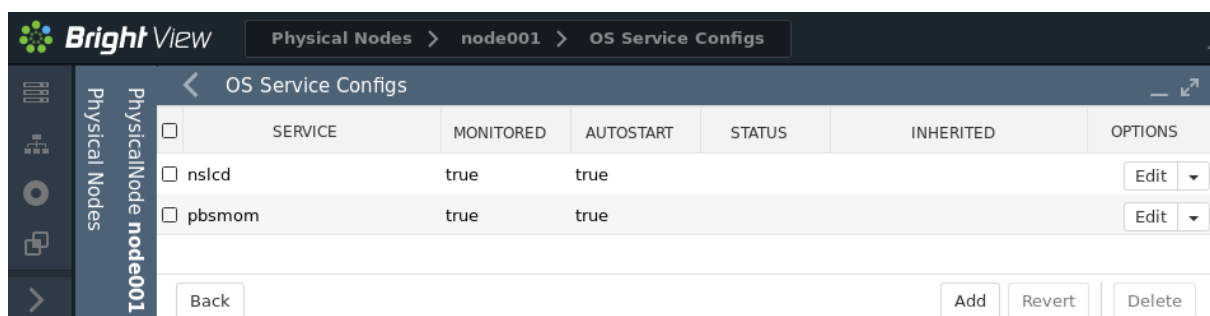 Bright View Physical Nodes > node001 > OS Service Configs
Physical Nodes
PhysicalNode node001
OS Service Configs
SERVICE MONITORED AUTOSTART STATUS INHERITED OPTIONS
nslcd true true Edit
pbsmom true true Edit
Back Add Revert Delete